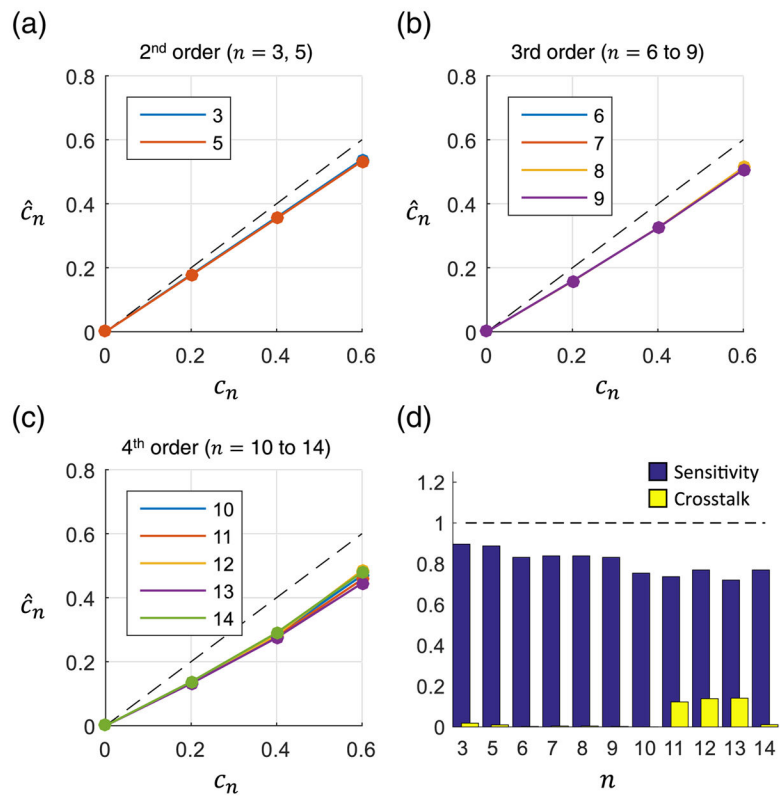 (a)
2nd order (n = 3, 5)
0.8
0.6
0.4
0.2
0
ĉn
3
5
0
0.2
0.4
0.6
cn
(b)
3rd order (n = 6 to 9)
0.8
0.6
0.4
0.2
0
ĉn
6
7
8
9
0
0.2
0.4
0.6
cn
(c)
4th order (n = 10 to 14)
0.8
0.6
0.4
0.2
0
ĉn
10
11
12
13
14
0
0.2
0.4
0.6
cn
(d)
Sensitivity
Crosstalk
1.2
1
0.8
0.6
0.4
0.2
0
3 5 6 7 8 9 10 11 12 13 14
n